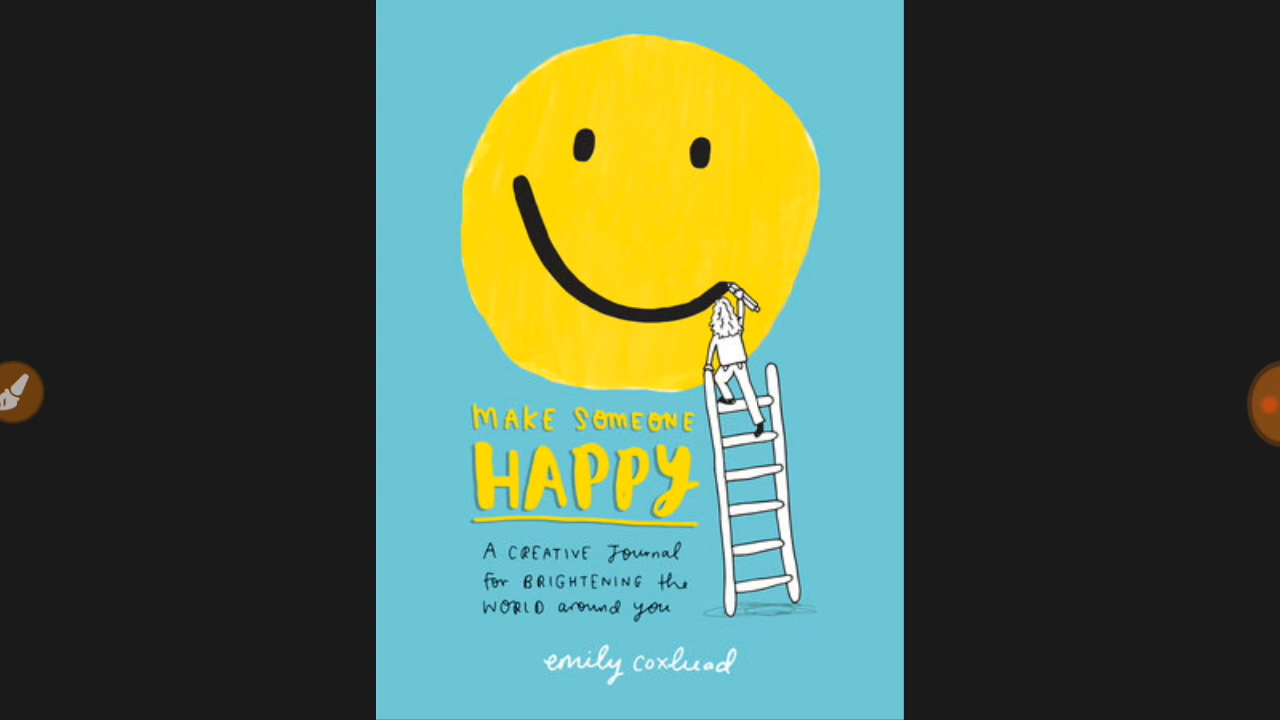 MAKE SOMEONE
HAPPY
A CREATIVE Journal
for BRIGHTENING the
WORLD around you
emily coxhead